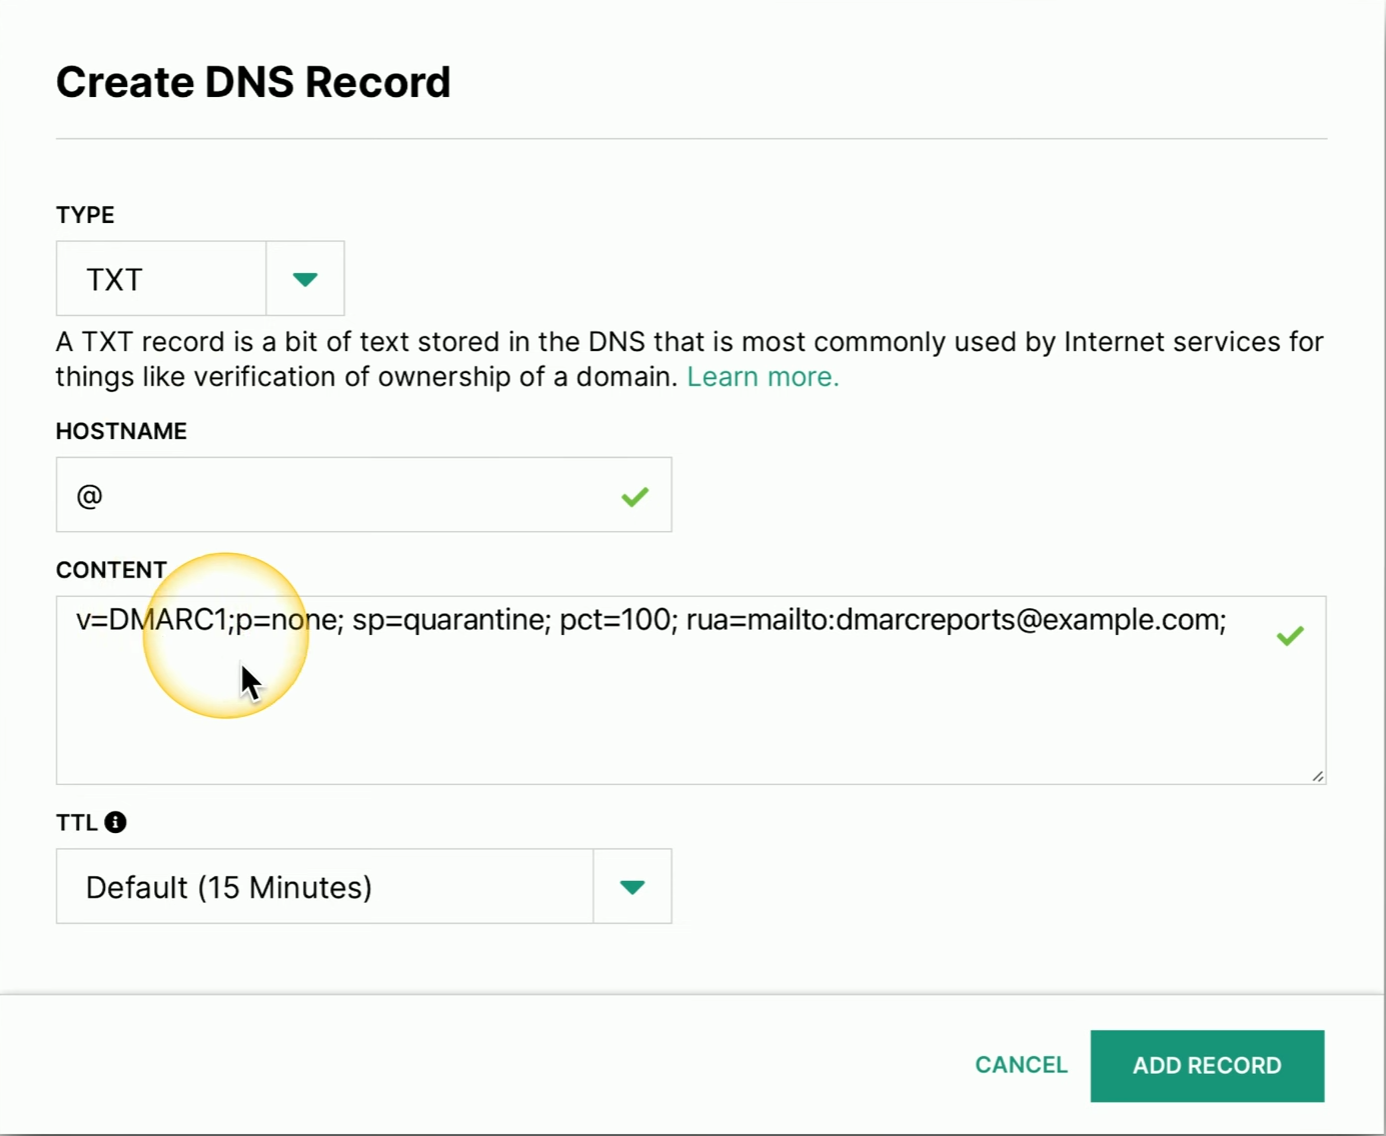 Create DNS Record
TYPE
TXT
A TXT record is a bit of text stored in the DNS that is most commonly used by Internet services for
things like verification of ownership of a domain. Learn more.
HOSTNAME
@
CONTENT
v=DMARC1;p=none; sp=quarantine; pct=100; rua=mailto:dmarcreports@example.com;
TTL
Default (15 Minutes)
CANCEL
ADD RECORD